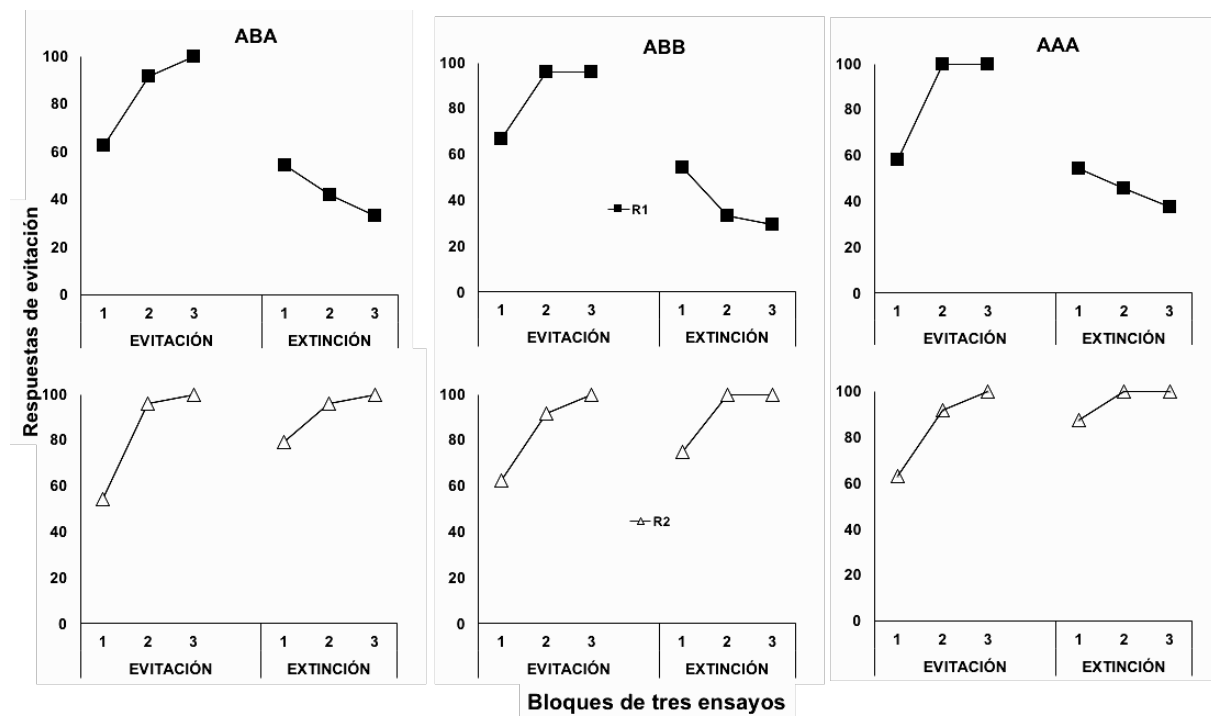 ABA
ABB
AAA
100
80
60
40
20
0
1 2 3 1 2 3
EVITACIÓN EXTINCIÓN
100
80
60
40
20
0
R1
1 2 3 1 2 3
EVITACIÓN EXTINCIÓN
100
80
60
40
20
0
1 2 3 1 2 3
EVITACIÓN EXTINCIÓN
Respuestas de evitación
100
80
60
40
20
0
1 2 3 1 2 3
EVITACIÓN EXTINCIÓN
100
80
60
40
20
0
R2
1 2 3 1 2 3
EVITACIÓN EXTINCIÓN
100
80
60
40
20
0
1 2 3 1 2 3
EVITACIÓN EXTINCIÓN
Bloques de tres ensayos